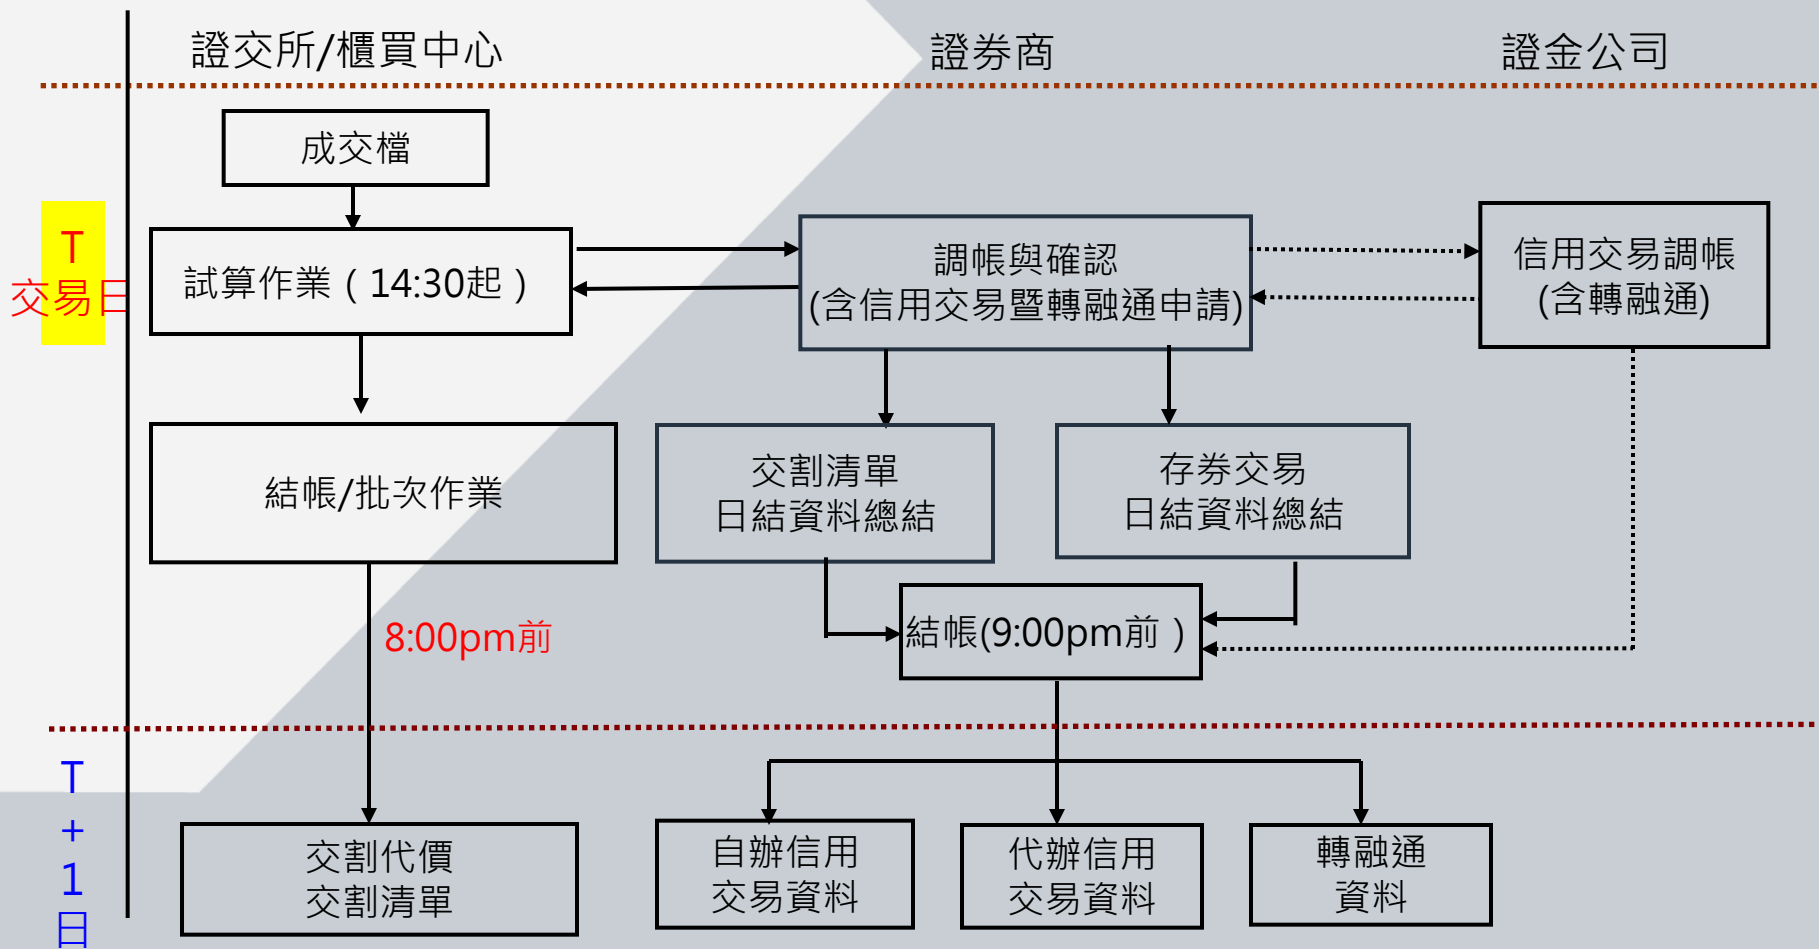 證交所/櫃買中心
證券商
證金公司
成交檔
T
交易日
試算作業（14:30起）
調帳與確認
(含信用交易暨轉融通申請)
信用交易調帳
(含轉融通)
結帳/批次作業
交割清單
日結資料總結
存券交易
日結資料總結
8:00pm前
結帳(9:00pm前）
T
+
1
日
交割代價
交割清單
自辦信用
交易資料
代辦信用
交易資料
轉融通
資料